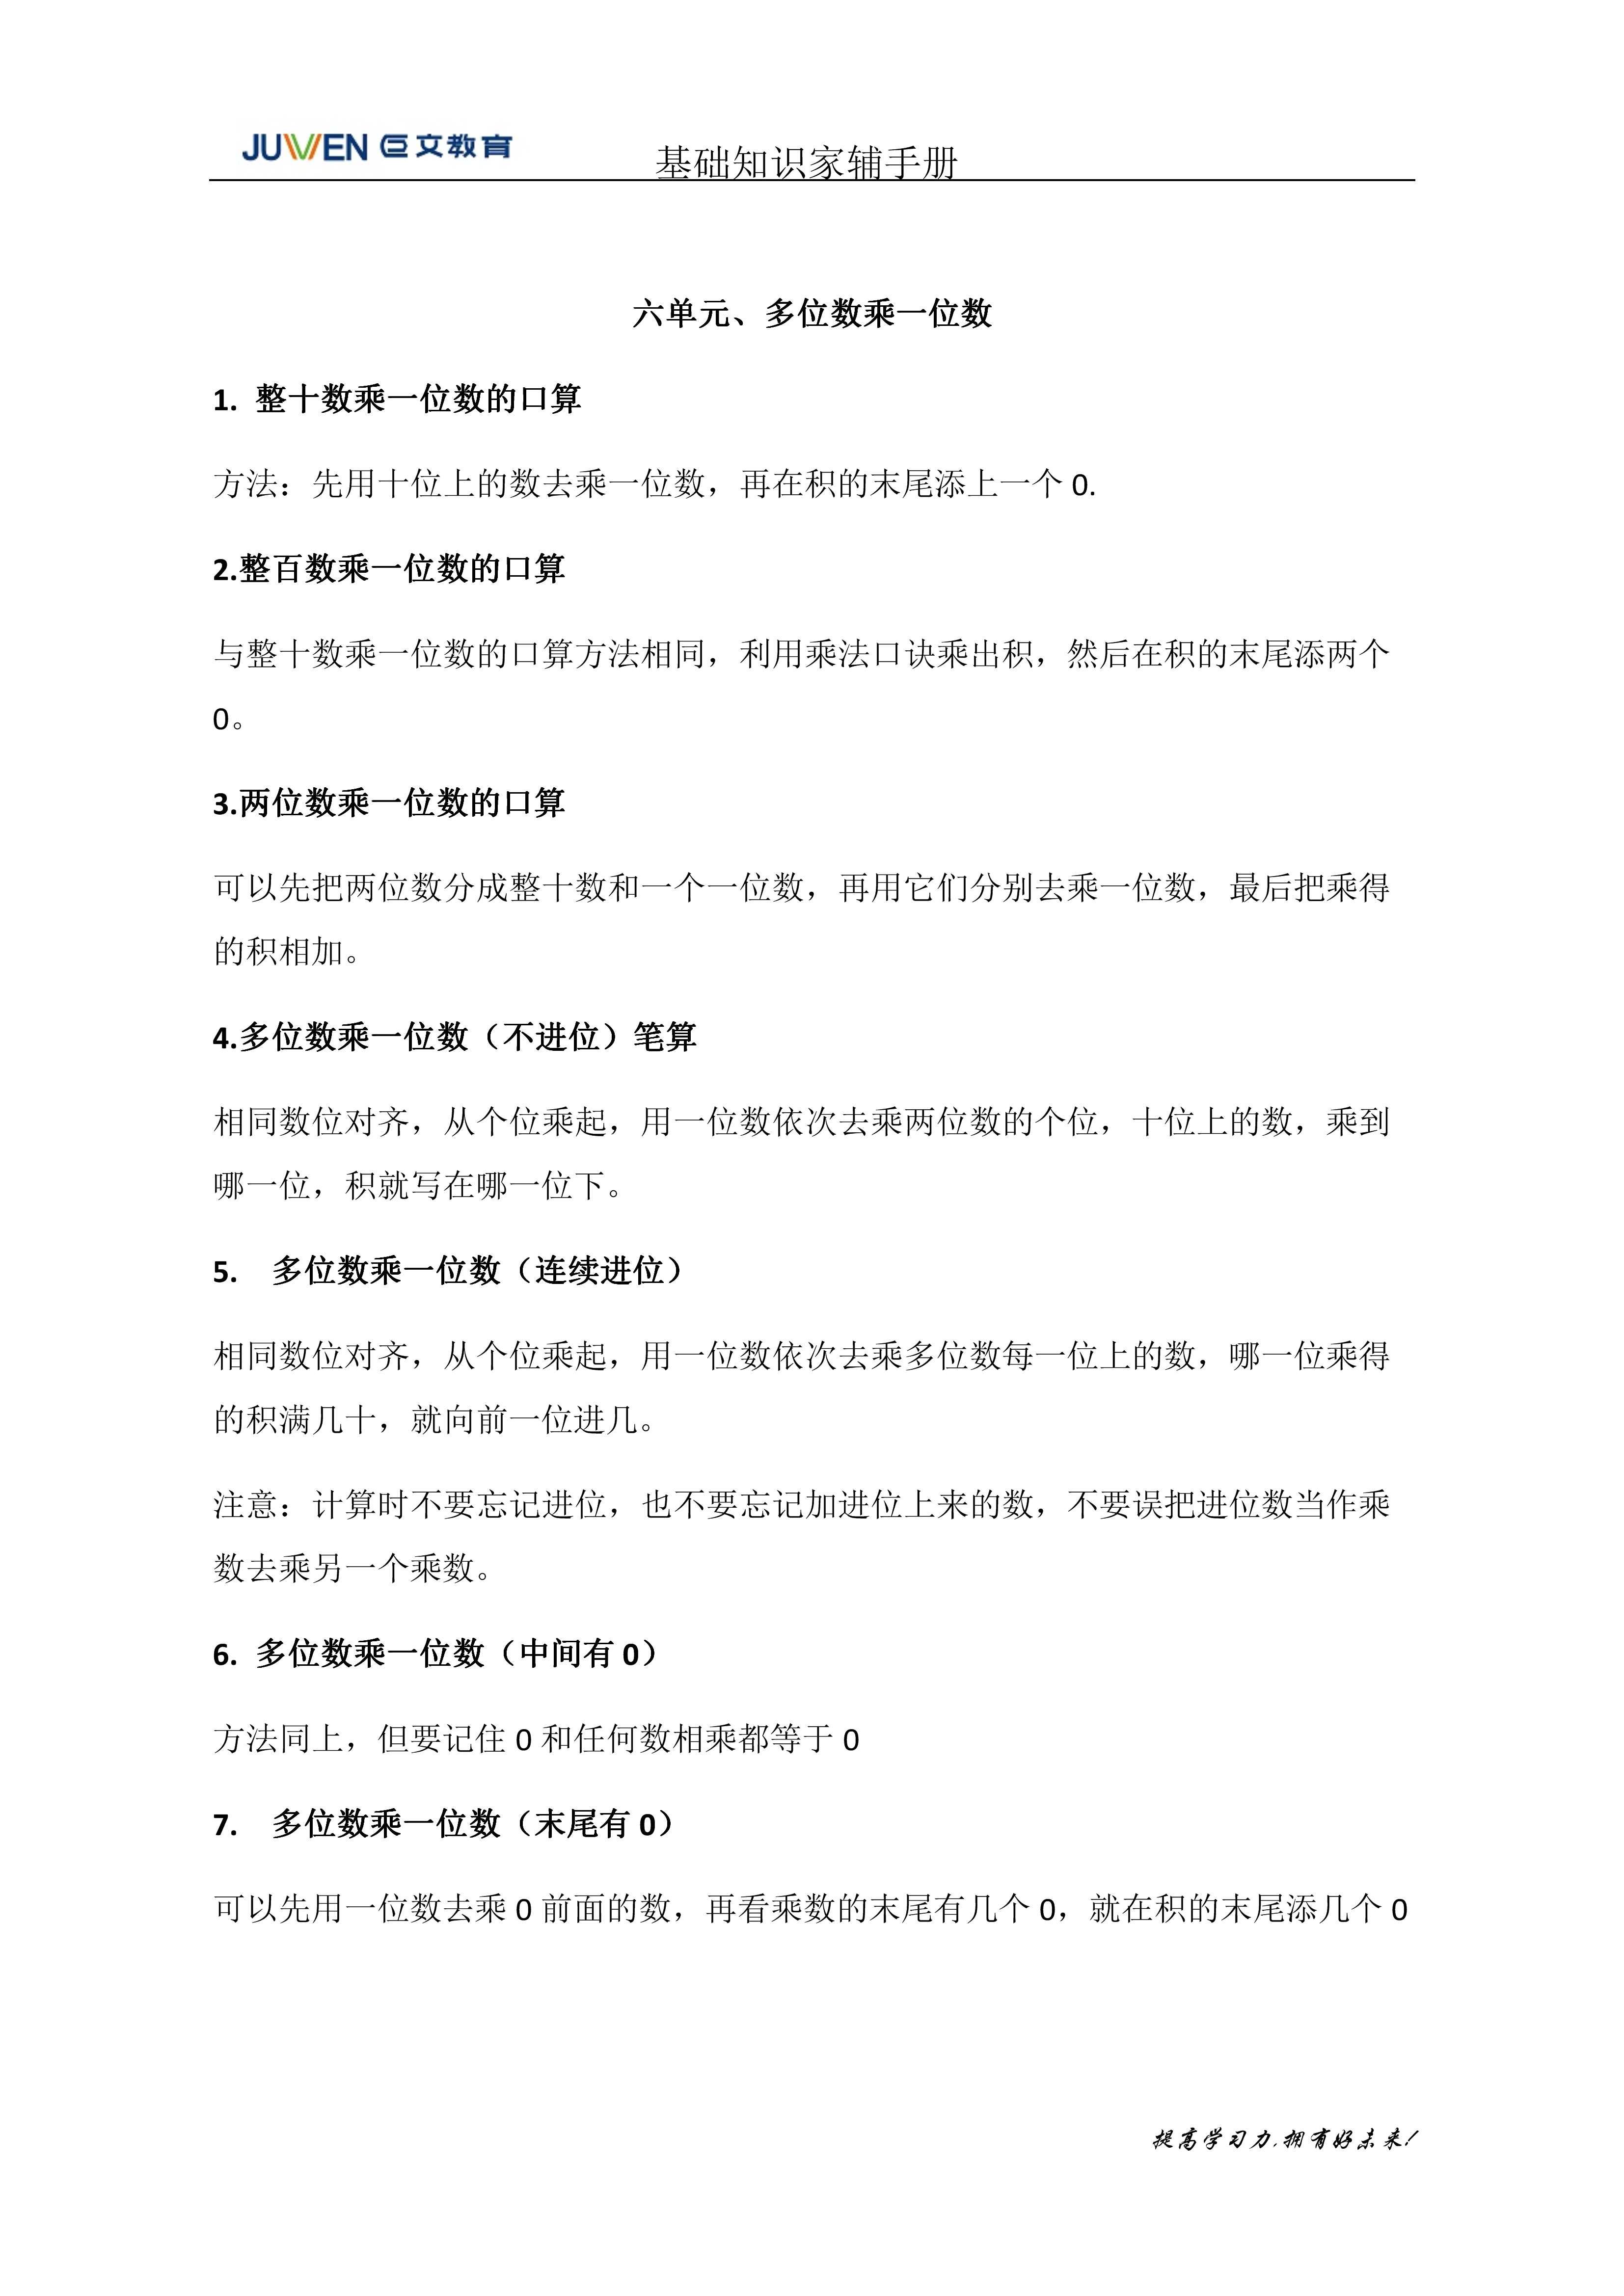 JUWEN 巨文教育
基础知识家辅手册
六单元、多位数乘一位数
1. 整十数乘一位数的口算
方法：先用十位上的数去乘一位数，再在积的末尾添上一个 0.
2.整百数乘一位数的口算
与整十数乘一位数的口算方法相同，利用乘法口诀乘出积，然后在积的末尾添两个
0。
3.两位数乘一位数的口算
可以先把两位数分成整十数和一个一位数，再用它们分别去乘一位数，最后把乘得
的积相加。
4.多位数乘一位数（不进位）笔算
相同数位对齐，从个位乘起，用一位数依次去乘两位数的个位，十位上的数，乘到
哪一位，积就写在哪一位下。
5. 多位数乘一位数（连续进位）
相同数位对齐，从个位乘起，用一位数依次去乘多位数每一位上的数，哪一位乘得
的积满几十，就向前一位进几。
注意：计算时不要忘记进位，也不要忘记加进位上来的数，不要误把进位数当作乘
数去乘另一个乘数。
6. 多位数乘一位数（中间有 0）
方法同上，但要记住 0 和任何数相乘都等于 0
7. 多位数乘一位数（末尾有 0）
可以先用一位数去乘 0 前面的数，再看乘数的末尾有几个 0，就在积的末尾添几个 0
提高学习力,拥有好未来!